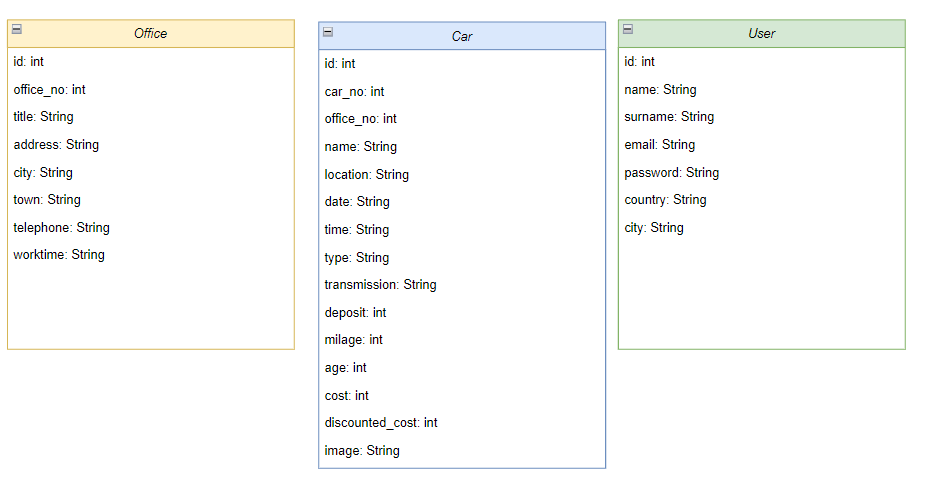 Office
id: int
office_no: int
title: String
address: String
city: String
town: String
telephone: String
worktime: String
Car
id: int
car_no: int
office_no: int
name: String
location: String
date: String
time: String
type: String
transmission: String
deposit: int
milage: int
age: int
cost: int
discounted_cost: int
image: String
User
id: int
name: String
surname: String
email: String
password: String
country: String
city: String